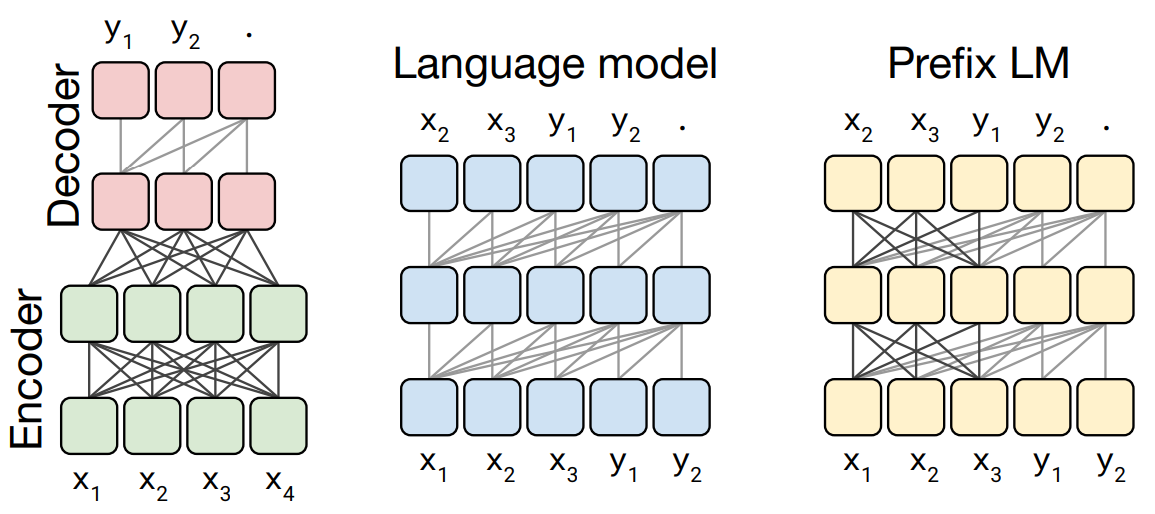 y1 y2 .
Decoder
Encoder
x1 x2 x3 x4
Language model
x2 x3 y1 y2 .
x1 x2 x3 y1 y2
Prefix LM
x2 x3 y1 y2 .
x1 x2 x3 y1 y2